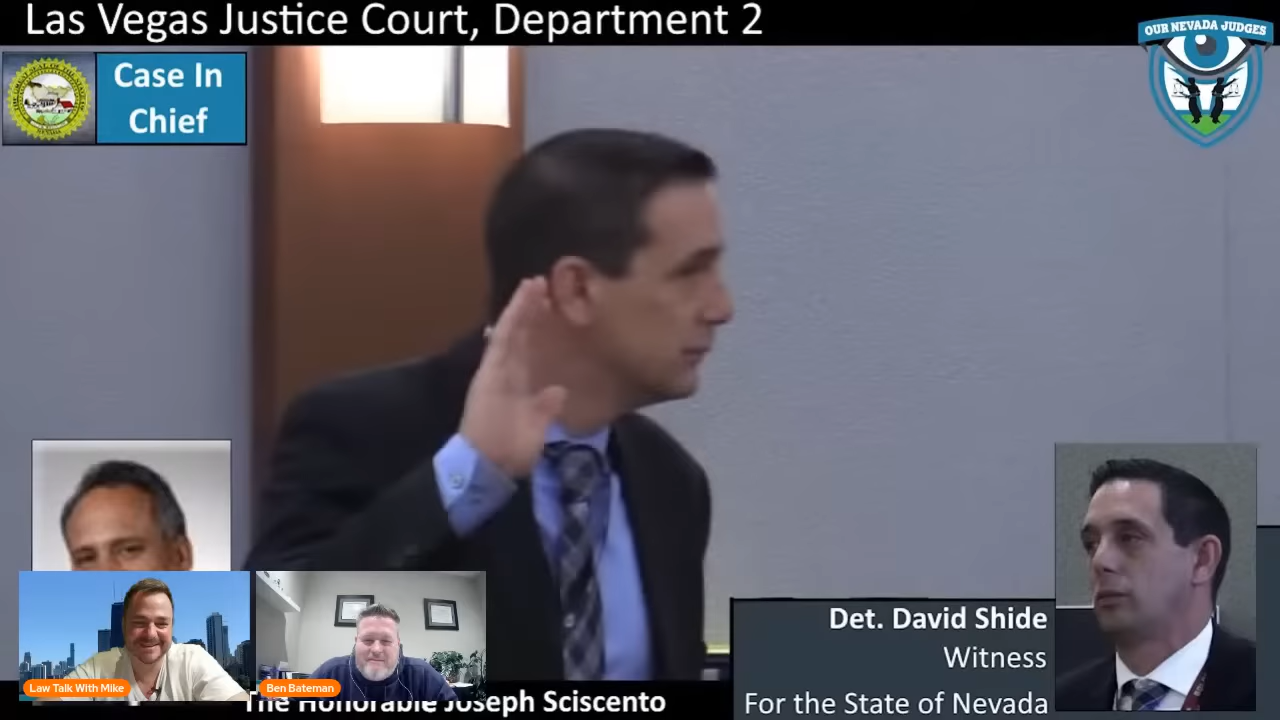 Las Vegas Justice Court, Department 2
OUR NEVADA JUDGES
Case In
Chief
Det. David Shide
Witness
For the State of Nevada
Law Talk With Mike
Ben Bateman
The Honorable Joseph Sciscento